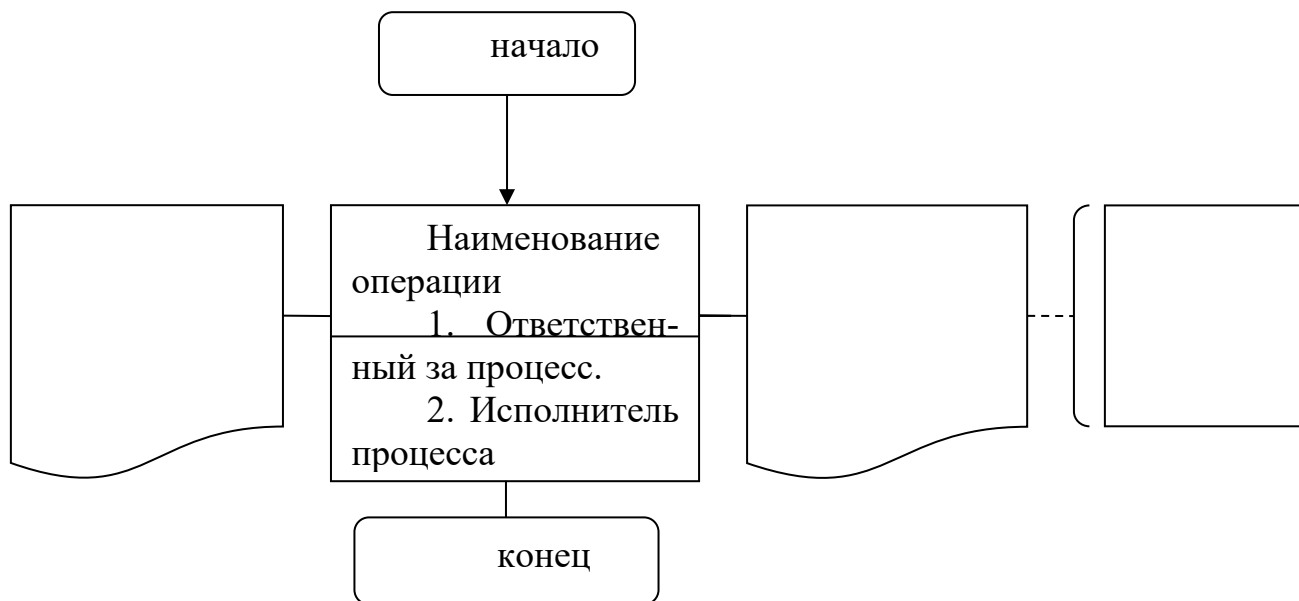 начало
Наименование
операции
1. Ответствен-
ный за процесс.
2. Исполнитель
процесса
конец